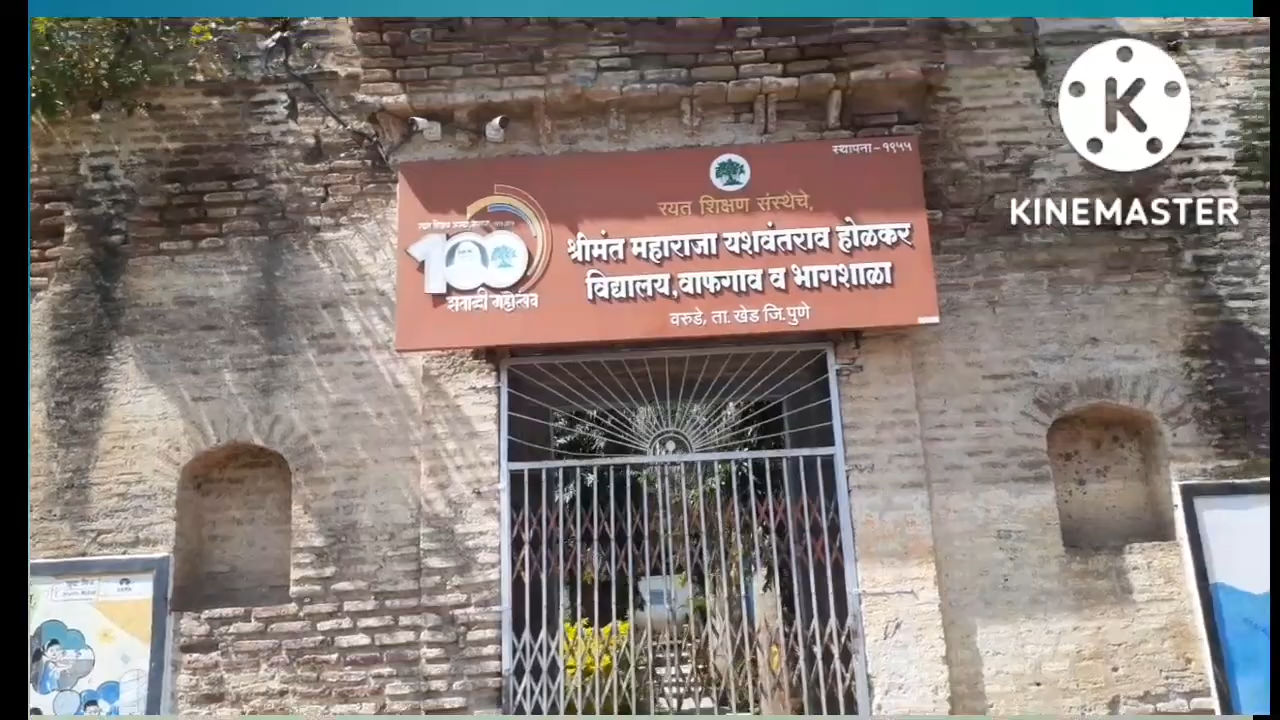 KINEMASTER
स्थापना-१९५५
रयत शिक्षण संस्थेचे,
श्रीमंत महाराजा यशवंतराव होळकर
विद्यालय, वाफगाव व भागशाळा
वरुडे, ता. खेड जि. पुणे
100
शताब्दी महोत्सव